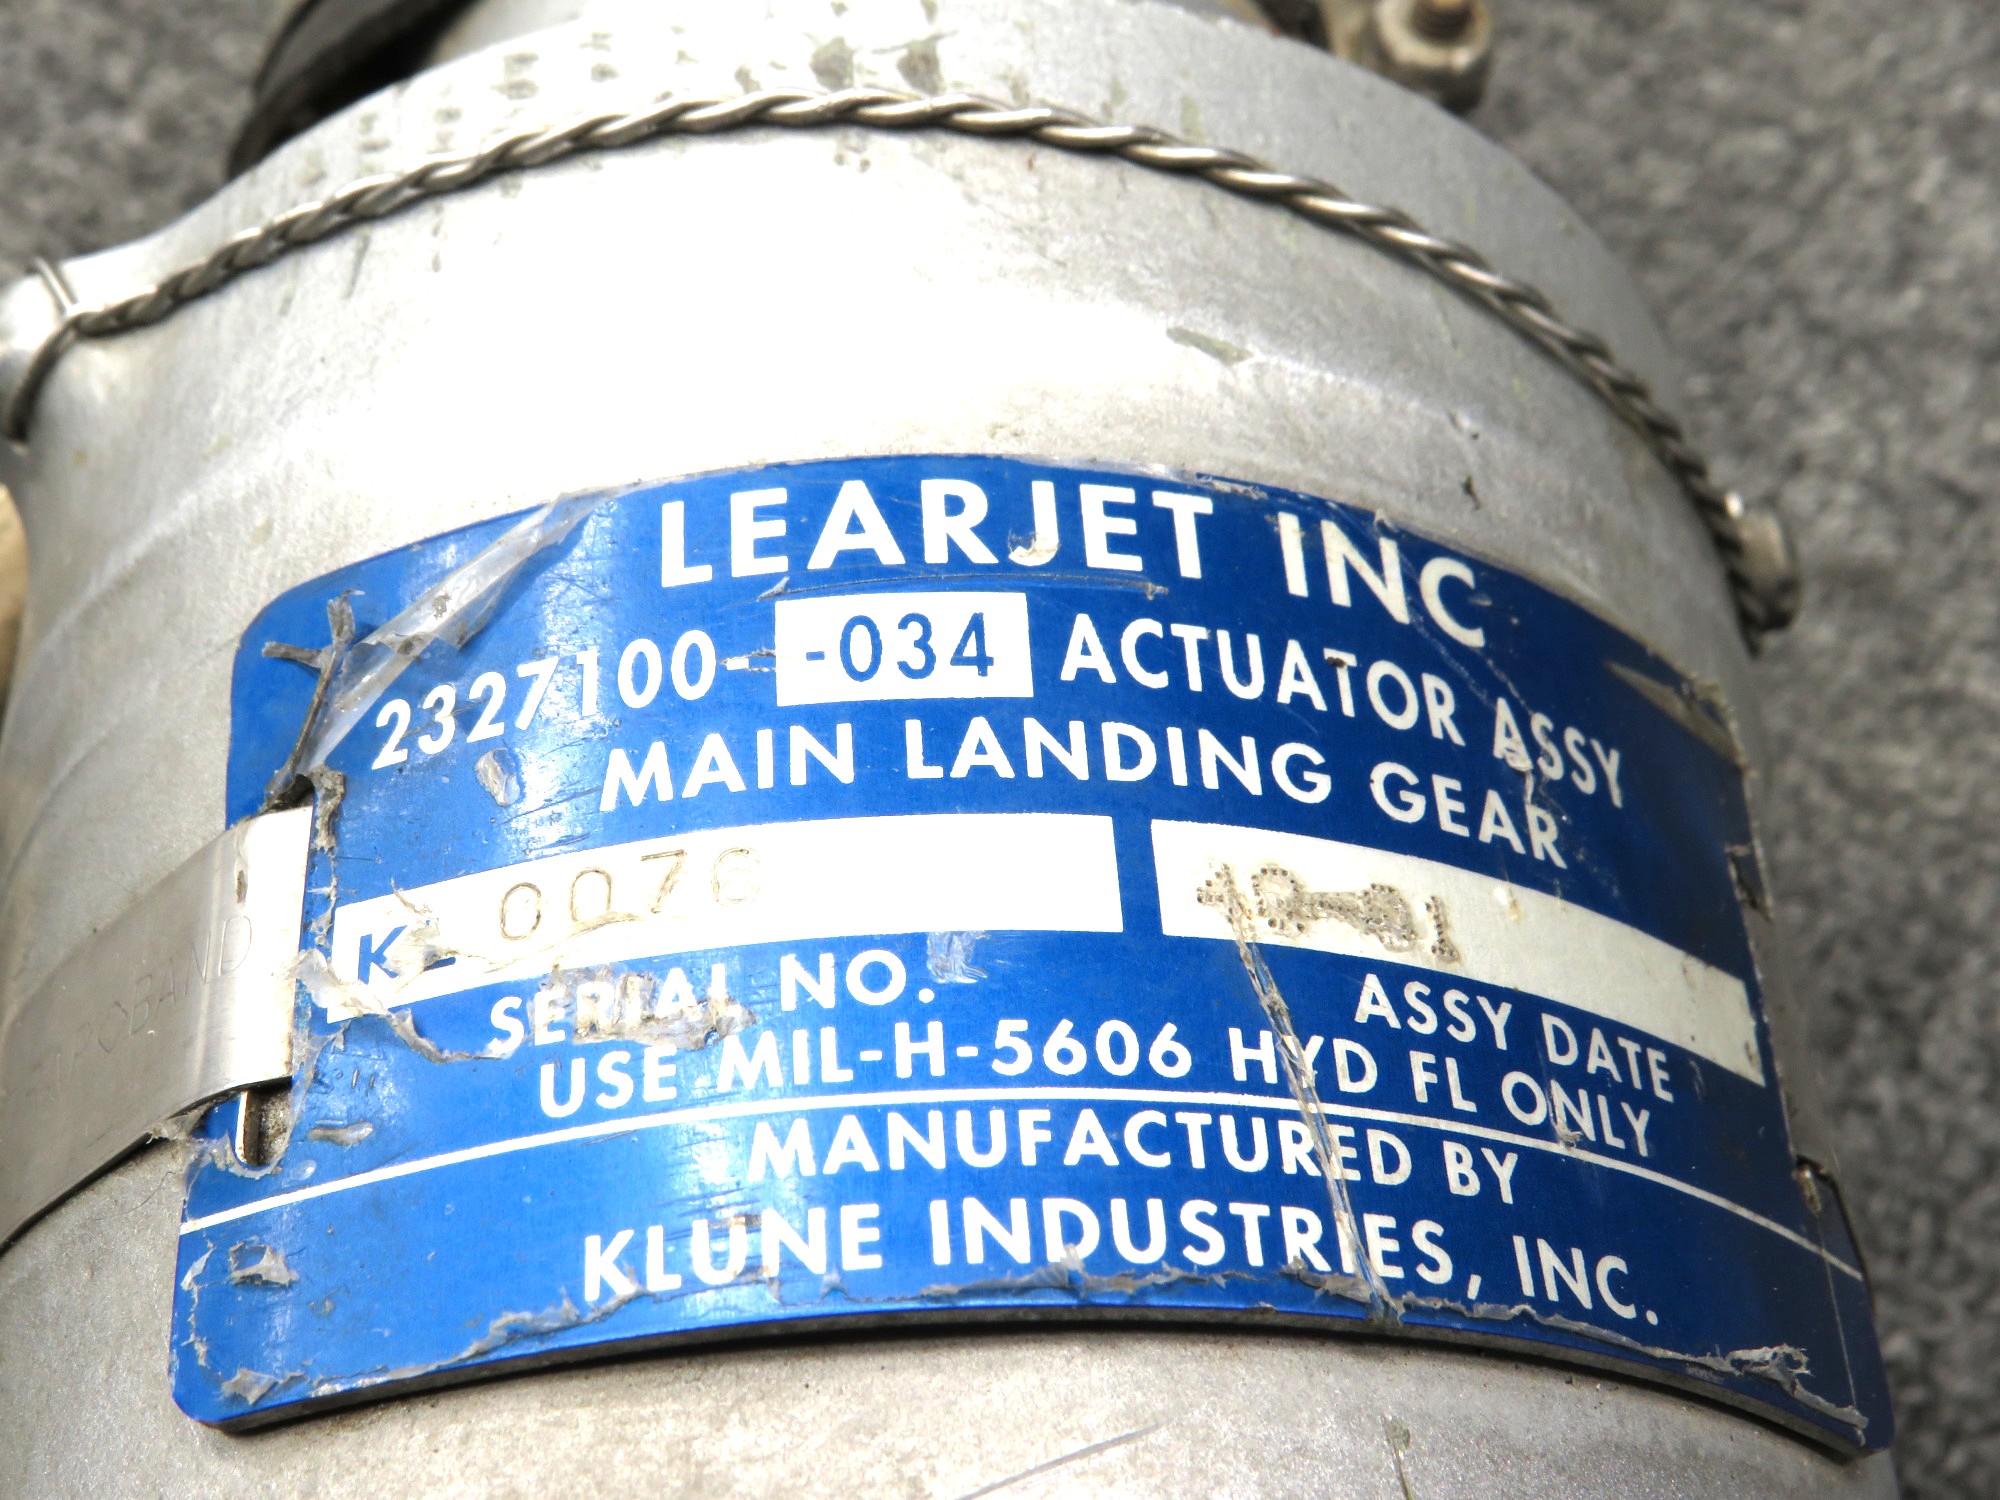 LEARJET INC
2327100- -034 ACTUATOR ASSY
MAIN LANDING GEAR
0076
SERIAL NO.
ASSY DATE
USE MIL-H-5606 HYD FL ONLY
MANUFACTURED BY
KLUNE INDUSTRIES, INC.